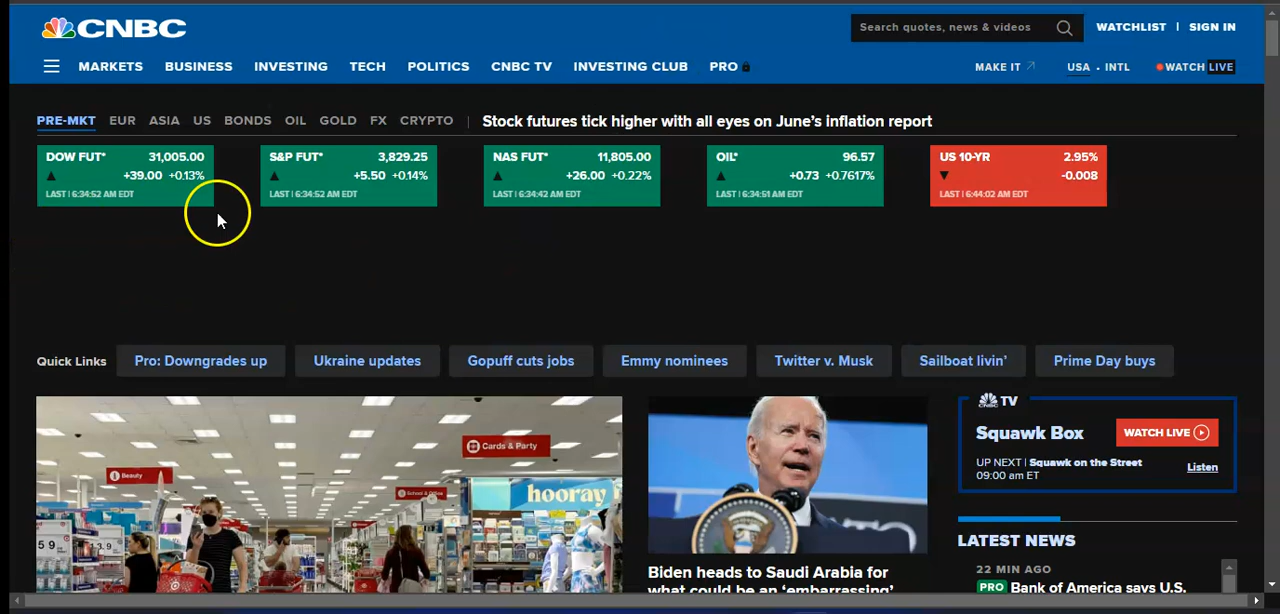 CNBC
Search quotes, news & videos
WATCHLIST | SIGN IN
MARKETS BUSINESS INVESTING TECH POLITICS CNBC TV INVESTING CLUB PRO
MAKE IT USA • INTL WATCH LIVE
PRE-MKT EUR ASIA US BONDS OIL GOLD FX CRYPTO | Stock futures tick higher with all eyes on June's inflation report
DOW FUT* 31,005.00
+39.00 +0.13%
LAST | 6:34:52 AM EDT
S&P FUT* 3,829.25
+5.50 +0.14%
LAST | 6:34:52 AM EDT
NAS FUT* 11,805.00
+26.00 +0.22%
LAST | 6:34:42 AM EDT
OIL* 96.57
+0.73 +0.7617%
LAST | 6:34:51 AM EDT
US 10-YR 2.95%
-0.008
LAST | 6:44:02 AM EDT
Quick Links Pro: Downgrades up Ukraine updates Gopuff cuts jobs Emmy nominees Twitter v. Musk Sailboat livin' Prime Day buys
Cards & Party
Beauty
School & Office
hooray
Biden heads to Saudi Arabia for
what could be an 'embarrassing'
CNBC TV
Squawk Box
WATCH LIVE
UP NEXT | Squawk on the Street
09:00 am ET
Listen
LATEST NEWS
22 MIN AGO
PRO Bank of America says U.S.